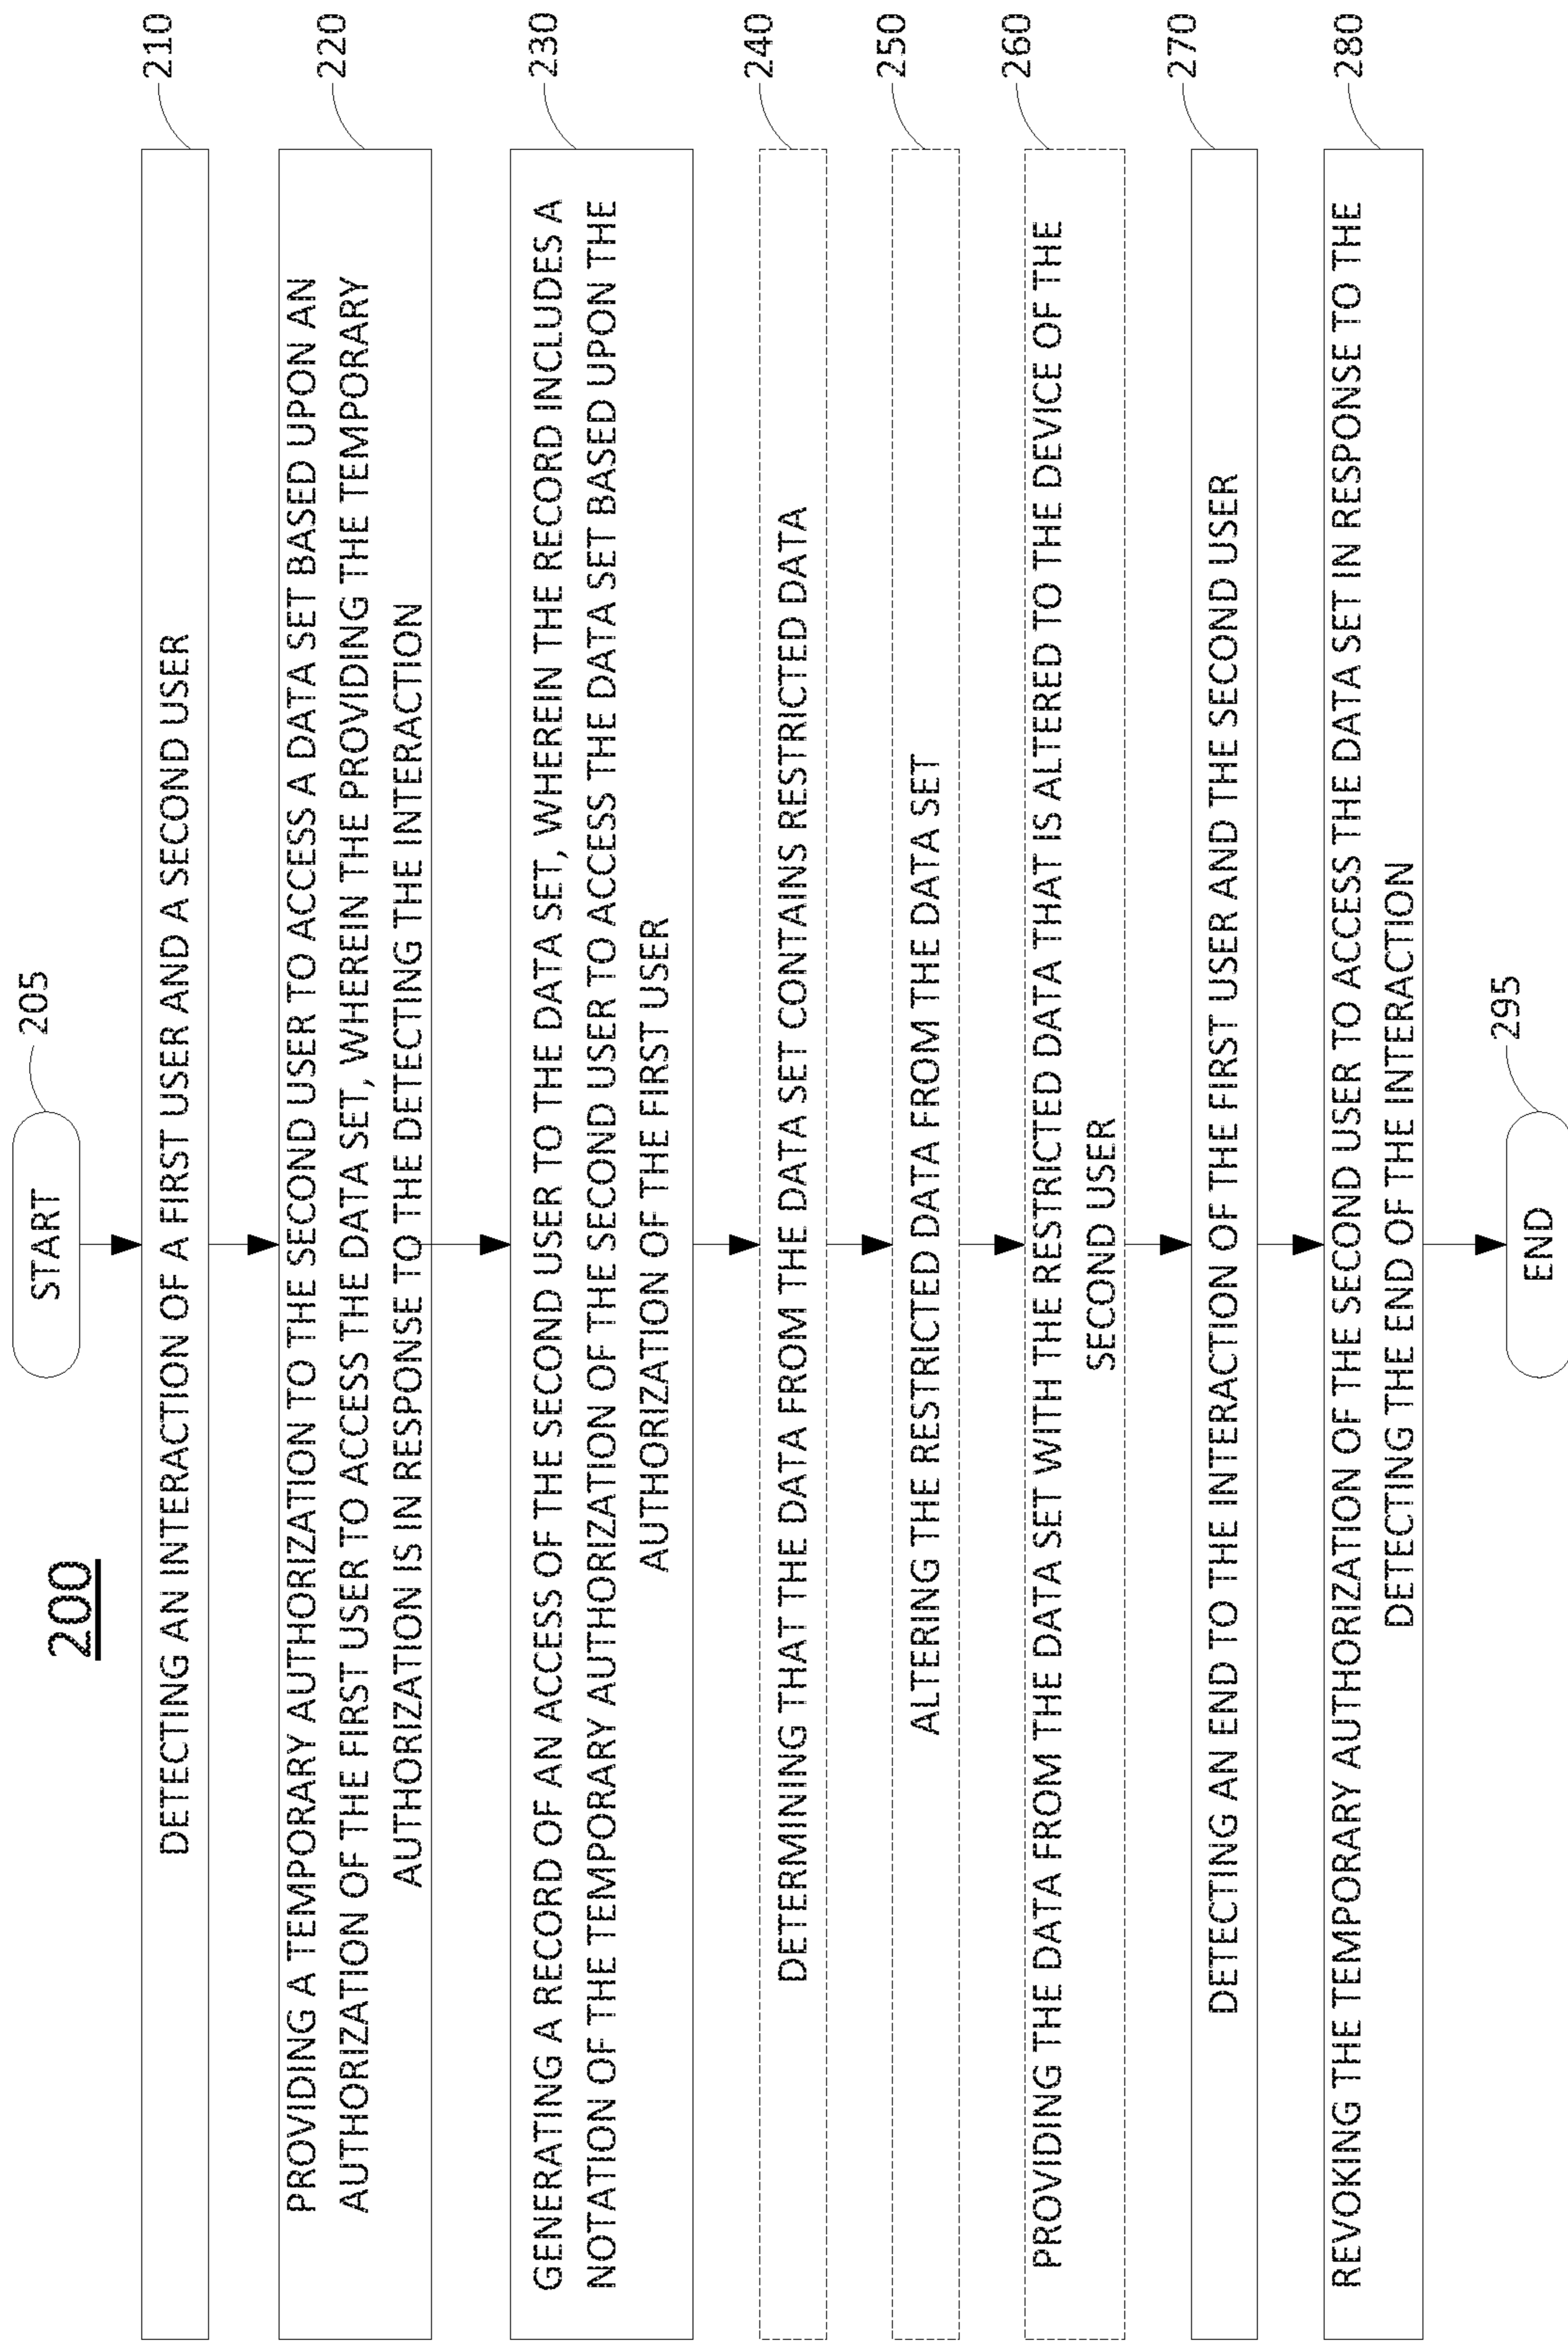 200
START
205
DETECTING AN INTERACTION OF A FIRST USER AND A SECOND USER
210
PROVIDING A TEMPORARY AUTHORIZATION TO THE SECOND USER TO ACCESS A DATA SET BASED UPON AN
AUTHORIZATION OF THE FIRST USER TO ACCESS THE DATA SET, WHEREIN THE PROVIDING THE TEMPORARY
AUTHORIZATION IS IN RESPONSE TO THE DETECTING THE INTERACTION
220
GENERATING A RECORD OF AN ACCESS OF THE SECOND USER TO THE DATA SET, WHEREIN THE RECORD INCLUDES A
NOTATION OF THE TEMPORARY AUTHORIZATION OF THE SECOND USER TO ACCESS THE DATA SET BASED UPON THE
AUTHORIZATION OF THE FIRST USER
230
DETERMINING THAT THE DATA FROM THE DATA SET CONTAINS RESTRICTED DATA
240
ALTERING THE RESTRICTED DATA FROM THE DATA SET
250
PROVIDING THE DATA FROM THE DATA SET WITH THE RESTRICTED DATA THAT IS ALTERED TO THE DEVICE OF THE
SECOND USER
260
DETECTING AN END TO THE INTERACTION OF THE FIRST USER AND THE SECOND USER
270
REVOKING THE TEMPORARY AUTHORIZATION OF THE SECOND USER TO ACCESS THE DATA SET IN RESPONSE TO THE
DETECTING THE END OF THE INTERACTION
280
END
295